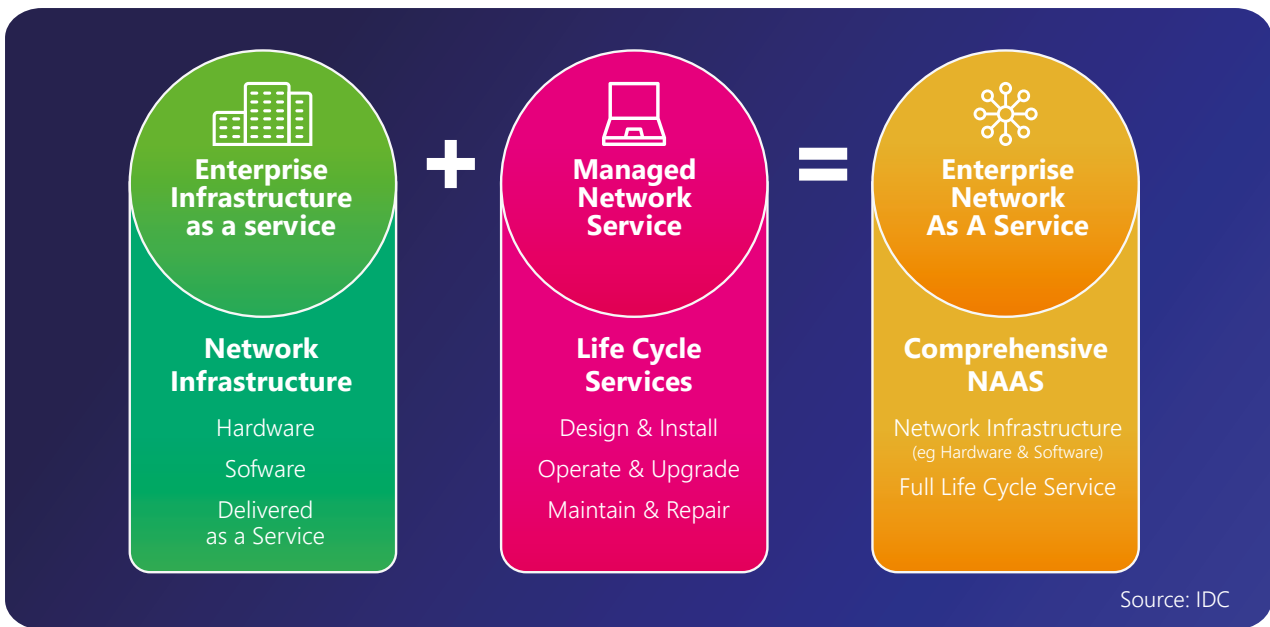 Enterprise
Infrastructure
as a service
+
Managed
Network
Service
=
Enterprise
Network
As A Service
Network
Infrastructure
Hardware
Sofware
Delivered
as a Service
Life Cycle
Services
Design & Install
Operate & Upgrade
Maintain & Repair
Comprehensive
NAAS
Network Infrastructure
(eg Hardware & Software)
Full Life Cycle Service
Source: IDC